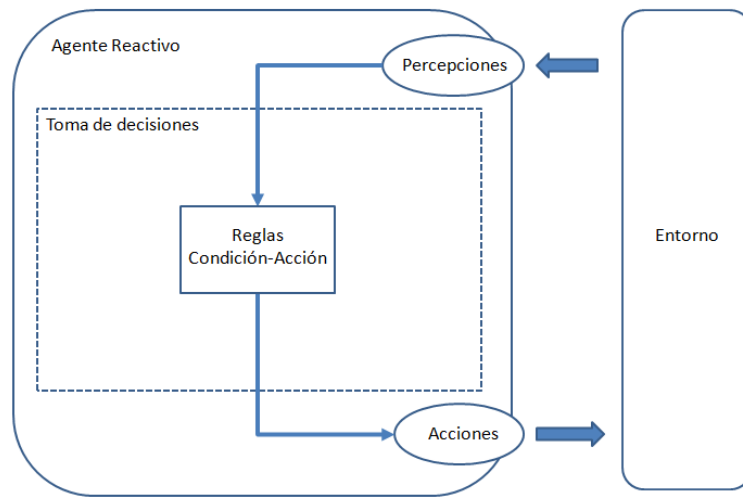 Agente Reactivo
Percepciones
Toma de decisiones
Reglas
Condición-Acción
Entorno
Acciones